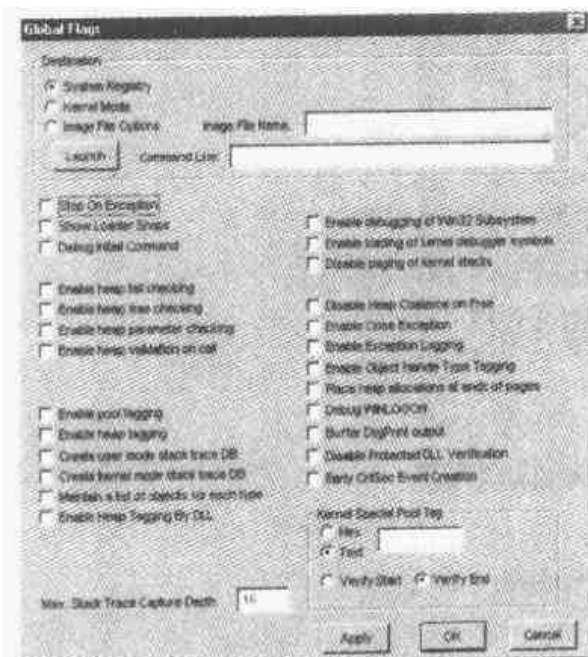 Global Flags
Destination
System Registry
Kernel Mode
Image File Options
Image File Name:
Launch
Command Line:
Stop On Exception
Show Loader Snaps
Debug Initial Command
Enable heap tail checking
Enable heap free checking
Enable heap parameter checking
Enable heap validation on call
Enable pool tagging
Enable heap tagging
Create user mode stack trace DB
Create kernel mode stack trace DB
Maintain a list of objects for each type
Enable Heap Tagging By DLL
Max. Stack Trace Capture Depth
16
Enable debugging of Win32 Subsystem
Enable loading of kernel debugger symbols
Disable paging of kernel stacks
Disable Heap Coalesce on Free
Enable Close Exception
Enable Exception Logging
Enable Object Handle Type Tagging
Place heap allocations at ends of pages
Debug WINLOGON
Buffer DbgPrint output
Disable Protected DLL Verification
Early CritSec Event Creation
Kernel Special Pool Tag
Hex
Text
Verify Start
Verify End
Apply
OK
Cancel